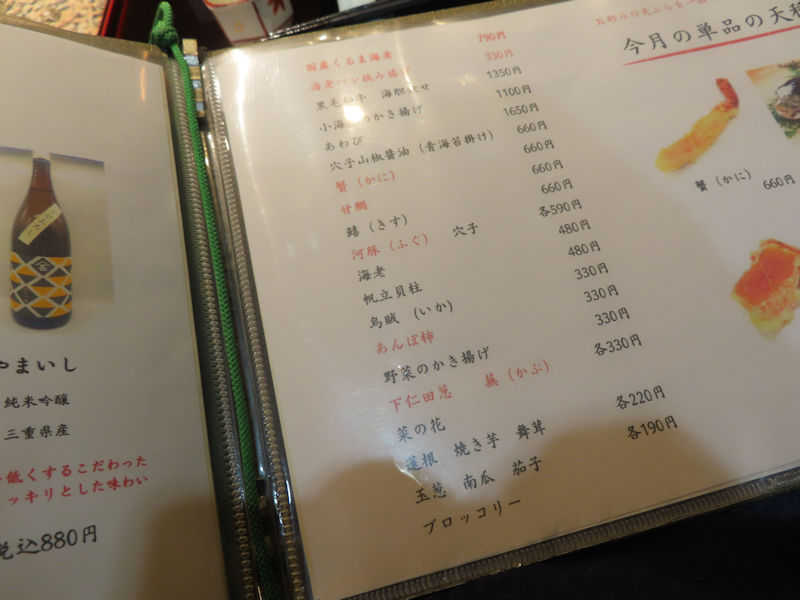 やまいし
純米吟醸
三重県産
低くするこだわった
ッキリとした味わい
税込880円
国産くるま海老 790円
海老パン挟み揚げ 330円
黒毛和牛 海胆 せ 1350円
小海 のかき揚げ 1100円
あわび 1650円
穴子山椒醤油(青海苔掛け) 660円
蟹(かに) 660円
甘鯛 660円
鱚(きす) 660円
河豚(ふぐ) 穴子 各590円
海老 480円
帆立貝柱 480円
烏賊(いか) 330円
あんぽ柿 330円
野菜のかき揚げ 330円
下仁田葱 蕪(かぶ) 各330円
菜の花
蓮根 焼き芋 舞茸 各220円
玉葱 南瓜 茄子 各190円
ブロッコリー
お好みの天ぷらを一
今月の単品の天種
蟹(かに) 660円